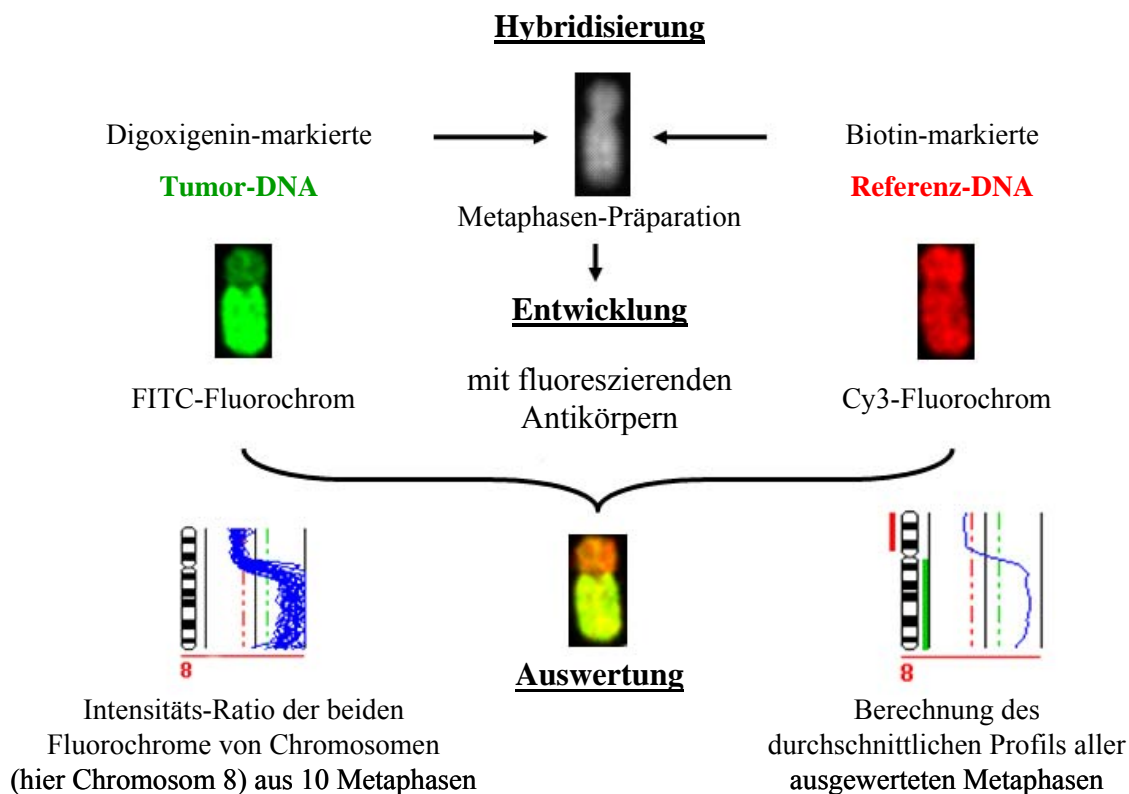 Hybridisierung
Digoxigenin-markierte
Tumor-DNA
Biotin-markierte
Referenz-DNA
Metaphasen-Präparation
Entwicklung
mit fluoreszierenden
Antikörpern
FITC-Fluorochrom
Cy3-Fluorochrom
8
8
Auswertung
Intensitäts-Ratio der beiden
Fluorochrome von Chromosomen
(hier Chromosom 8) aus 10 Metaphasen
Berechnung des
durchschnittlichen Profils aller
ausgewerteten Metaphasen